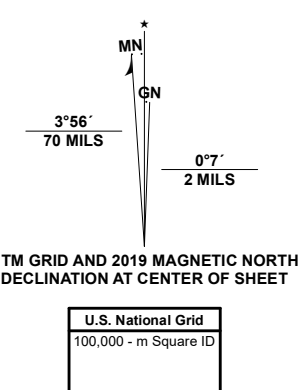 ★
MN
GN
3°56´
70 MILS
0°7´
2 MILS
TM GRID AND 2019 MAGNETIC NORTH
DECLINATION AT CENTER OF SHEET
U.S. National Grid
100,000 - m Square ID